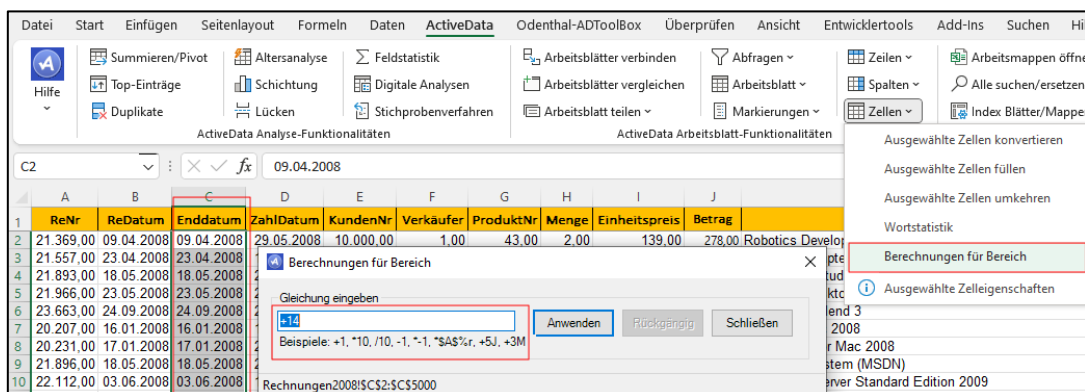 Datei Start Einfügen Seitenlayout Formeln Daten ActiveData Odenthal-ADToolBox Überprüfen Ansicht Entwicklertools Add-Ins Suchen
Summieren/Pivot Altersanalyse Feldstatistik Arbeitsblätter verbinden Abfragen Zeilen Arbeitsmappen
Hilfe Top-Einträge Schichtung Digitale Analysen Arbeitsblätter vergleichen Arbeitsblatt Spalten Alle suchen/ersetzen
Duplikate Lücken Stichprobenverfahren Arbeitsblatt teilen Markierungen Zellen Index Blätter/Mappe
ActiveData Analyse-Funktionalitäten ActiveData Arbeitsblatt-Funktionalitäten
Ausgewählte Zellen konvertieren
Ausgewählte Zellen füllen
Ausgewählte Zellen umkehren
Wortstatistik
Berechnungen für Bereich
Ausgewählte Zelleigenschaften
C2 fx 09.04.2008
A B C D E F G H I J
1 ReNr ReDatum Enddatum ZahlDatum KundenNr Verkäufer ProduktNr Menge Einheitspreis Betrag
2 21.369,00 09.04.2008 09.04.2008 29.05.2008 10.000,00 1,00 43,00 2,00 139,00 278,00 Robotics
3 21.557,00 23.04.2008 23.04.2008
4 21.893,00 18.05.2008 18.05.2008
5 21.966,00 23.05.2008 23.05.2008
6 23.663,00 24.09.2008 24.09.2008 3
7 20.207,00 16.01.2008 16.01.2008 2008
8 20.231,00 17.01.2008 17.01.2008 Mac 2008
9 21.896,00 18.05.2008 18.05.2008 (MSDN)
10 22.112,00 03.06.2008 03.06.2008 Standard Edition 2009
Berechnungen für Bereich
Gleichung eingeben
+14
Anwenden Rückgängig Schließen
Beispiele: +1, *10, /10, -1, *-1, *$A$%r, +5J, +3M
Rechnungen2008!$C$2:$C$5000